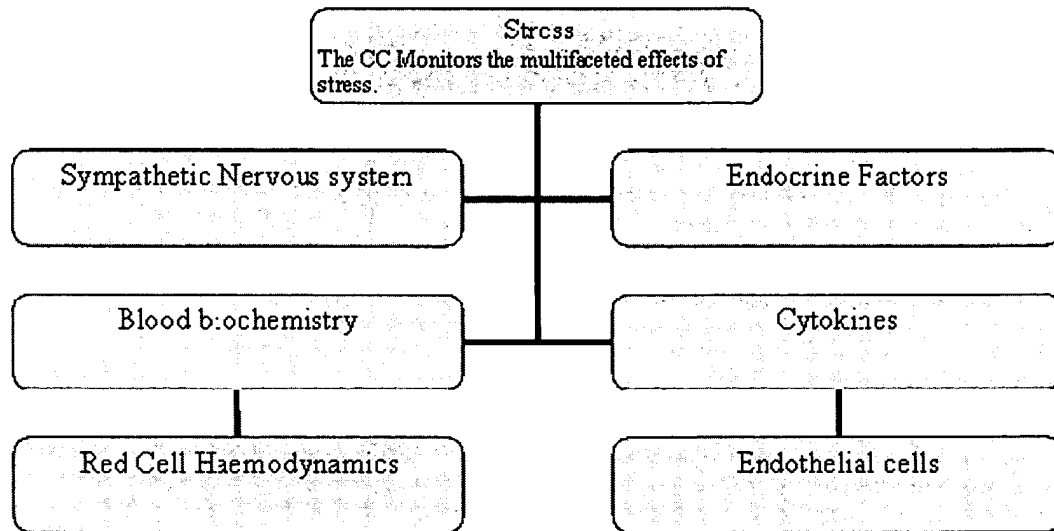 Stress
The CC Monitors the multifaceted effects of
stress.
Sympathetic Nervous system
Endocrine Factors
Blood biochemistry
Cytokines
Red Cell Haemodynamics
Endothelial cells